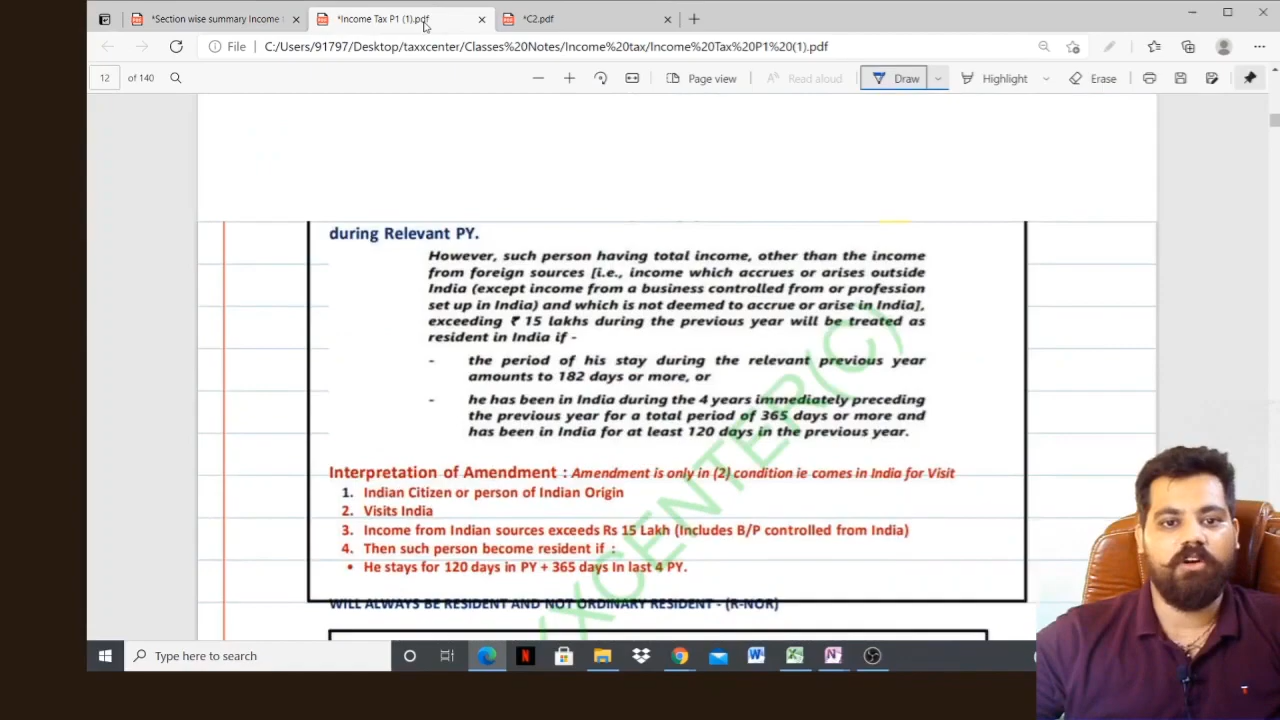 *Section wise summary Income
*Income Tax P1 (1).pdf
*C2.pdf
File
C:/Users/91797/Desktop/taxxcenter/Classes%20Notes/Income%20tax/Income%20Tax%20P1%20(1).pdf
12 of 140
Page view
Read aloud
Draw
Highlight
Erase
during Relevant PY.
However, such person having total income, other than the income
from foreign sources [i.e., income which accrues or arises outside
India (except income from a business controlled from or profession
set up in India) and which is not deemed to accrue or arise in India],
exceeding ₹ 15 lakhs during the previous year will be treated as
resident in India if -
- the period of his stay during the relevant previous year
amounts to 182 days or more, or
- he has been in India during the 4 years immediately preceding
the previous year for a total period of 365 days or more and
has been in India for at least 120 days in the previous year.
Interpretation of Amendment : Amendment is only in (2) condition ie comes in India for Visit
1. Indian Citizen or person of Indian Origin
2. Visits India
3. Income from Indian sources exceeds Rs 15 Lakh (Includes B/P controlled from India)
4. Then such person become resident if :
• He stays for 120 days in PY + 365 days In last 4 PY.
WILL ALWAYS BE RESIDENT AND NOT ORDINARY RESIDENT - (R-NOR)
XXCENTER(C)
Type here to search